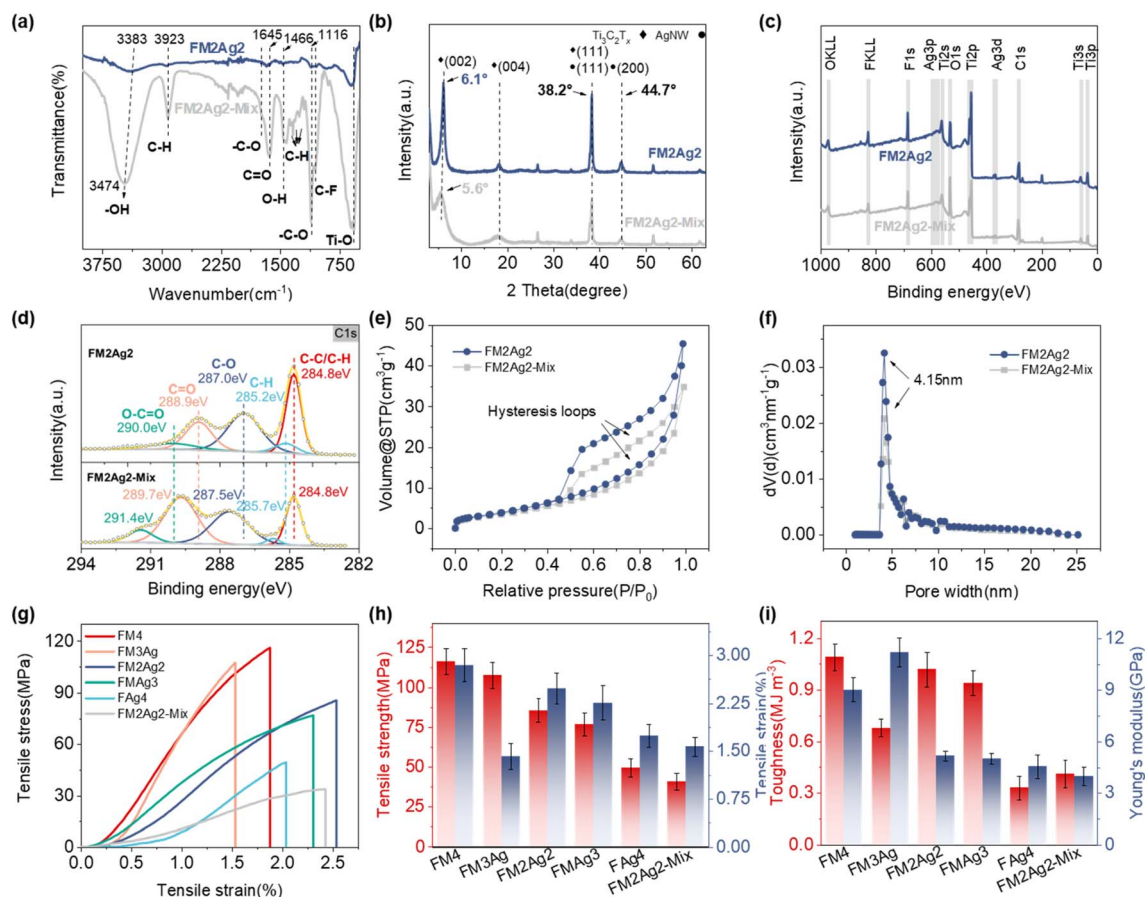 (a)
3383 3923 1645 1466 1116
FM2Ag2
FM2Ag2-Mix
C-H
-C-O
C=O
O-H
C-H
C-F
-C-O
Ti-O
3474
-OH
Transmittance(%)
3750 3000 2250 1500 750
Wavenumber(cm⁻¹)
(b)
Ti₃C₂Tₓ ♦ AgNW ●
♦(002) ♦(004) ♦(111) ●(111) ●(200)
6.1°
38.2° 44.7°
FM2Ag2
5.6°
FM2Ag2-Mix
Intensity(a.u.)
10 20 30 40 50 60
2 Theta(degree)
(c)
OKLL FKLL F1s Ag3p Ti2s O1s Ti2p Ag3d C1s Ti3s Ti3p
FM2Ag2
FM2Ag2-Mix
Intensity(a.u.)
1000 800 600 400 200 0
Binding energy(eV)
(d)
C1s
FM2Ag2
C-C/C-H
284.8eV
C-O
287.0eV
C-H
285.2eV
C=O
288.9eV
O-C=O
290.0eV
FM2Ag2-Mix
289.7eV
287.5eV
285.7eV
284.8eV
291.4eV
Intensity(a.u.)
294 291 288 285 282
Binding energy(eV)
(e)
FM2Ag2
FM2Ag2-Mix
Hysteresis loops
Volume@STP(cm³g⁻¹)
50
40
30
20
10
0
0.0 0.2 0.4 0.6 0.8 1.0
Relative pressure(P/P₀)
(f)
FM2Ag2
FM2Ag2-Mix
4.15nm
dV(d)(cm³nm⁻¹g⁻¹)
0.03
0.02
0.01
0.00
0 5 10 15 20 25
Pore width(nm)
(g)
FM4
FM3Ag
FM2Ag2
FMAg3
FAg4
FM2Ag2-Mix
Tensile stress(MPa)
120
90
60
30
0
0.0 0.5 1.0 1.5 2.0 2.5
Tensile strain(%)
(h)
Tensile strength(MPa)
125
100
75
50
25
0
Tensile strain(%)
3.00
2.25
1.50
0.75
0.00
FM4 FM3Ag FM2Ag2 FMAg3 FAg4 FM2Ag2-Mix
(i)
Toughness(MJ m⁻³)
1.2
0.9
0.6
0.3
0.0
Young's modulus(GPa)
12
9
6
3
0
FM4 FM3Ag FM2Ag2 FMAg3 FAg4 FM2Ag2-Mix